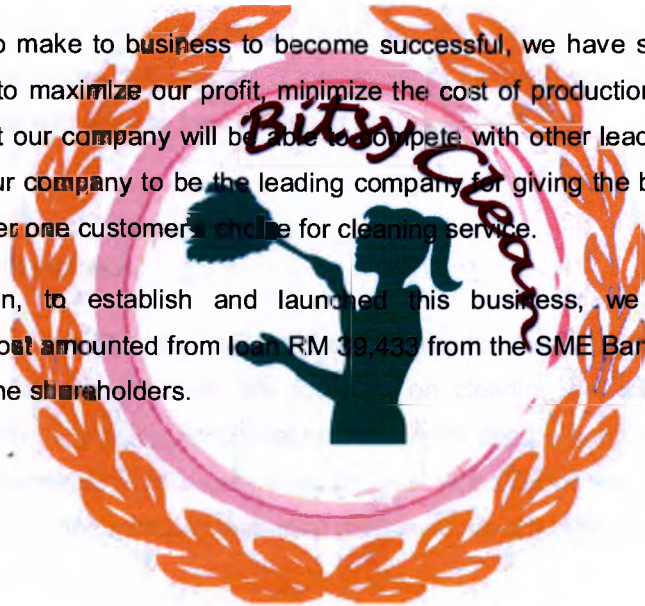 o make to business to become successful, we have s
to maximize our profit, minimize the cost of production
t our company will be able to compete with other lead
ur company to be the leading company for giving the b
er one customer's choice for cleaning service.
n, to establish and launched this business, we
ost amounted from loan RM 39,433 from the SME Ban
ne shareholders.
Bitsy Clean